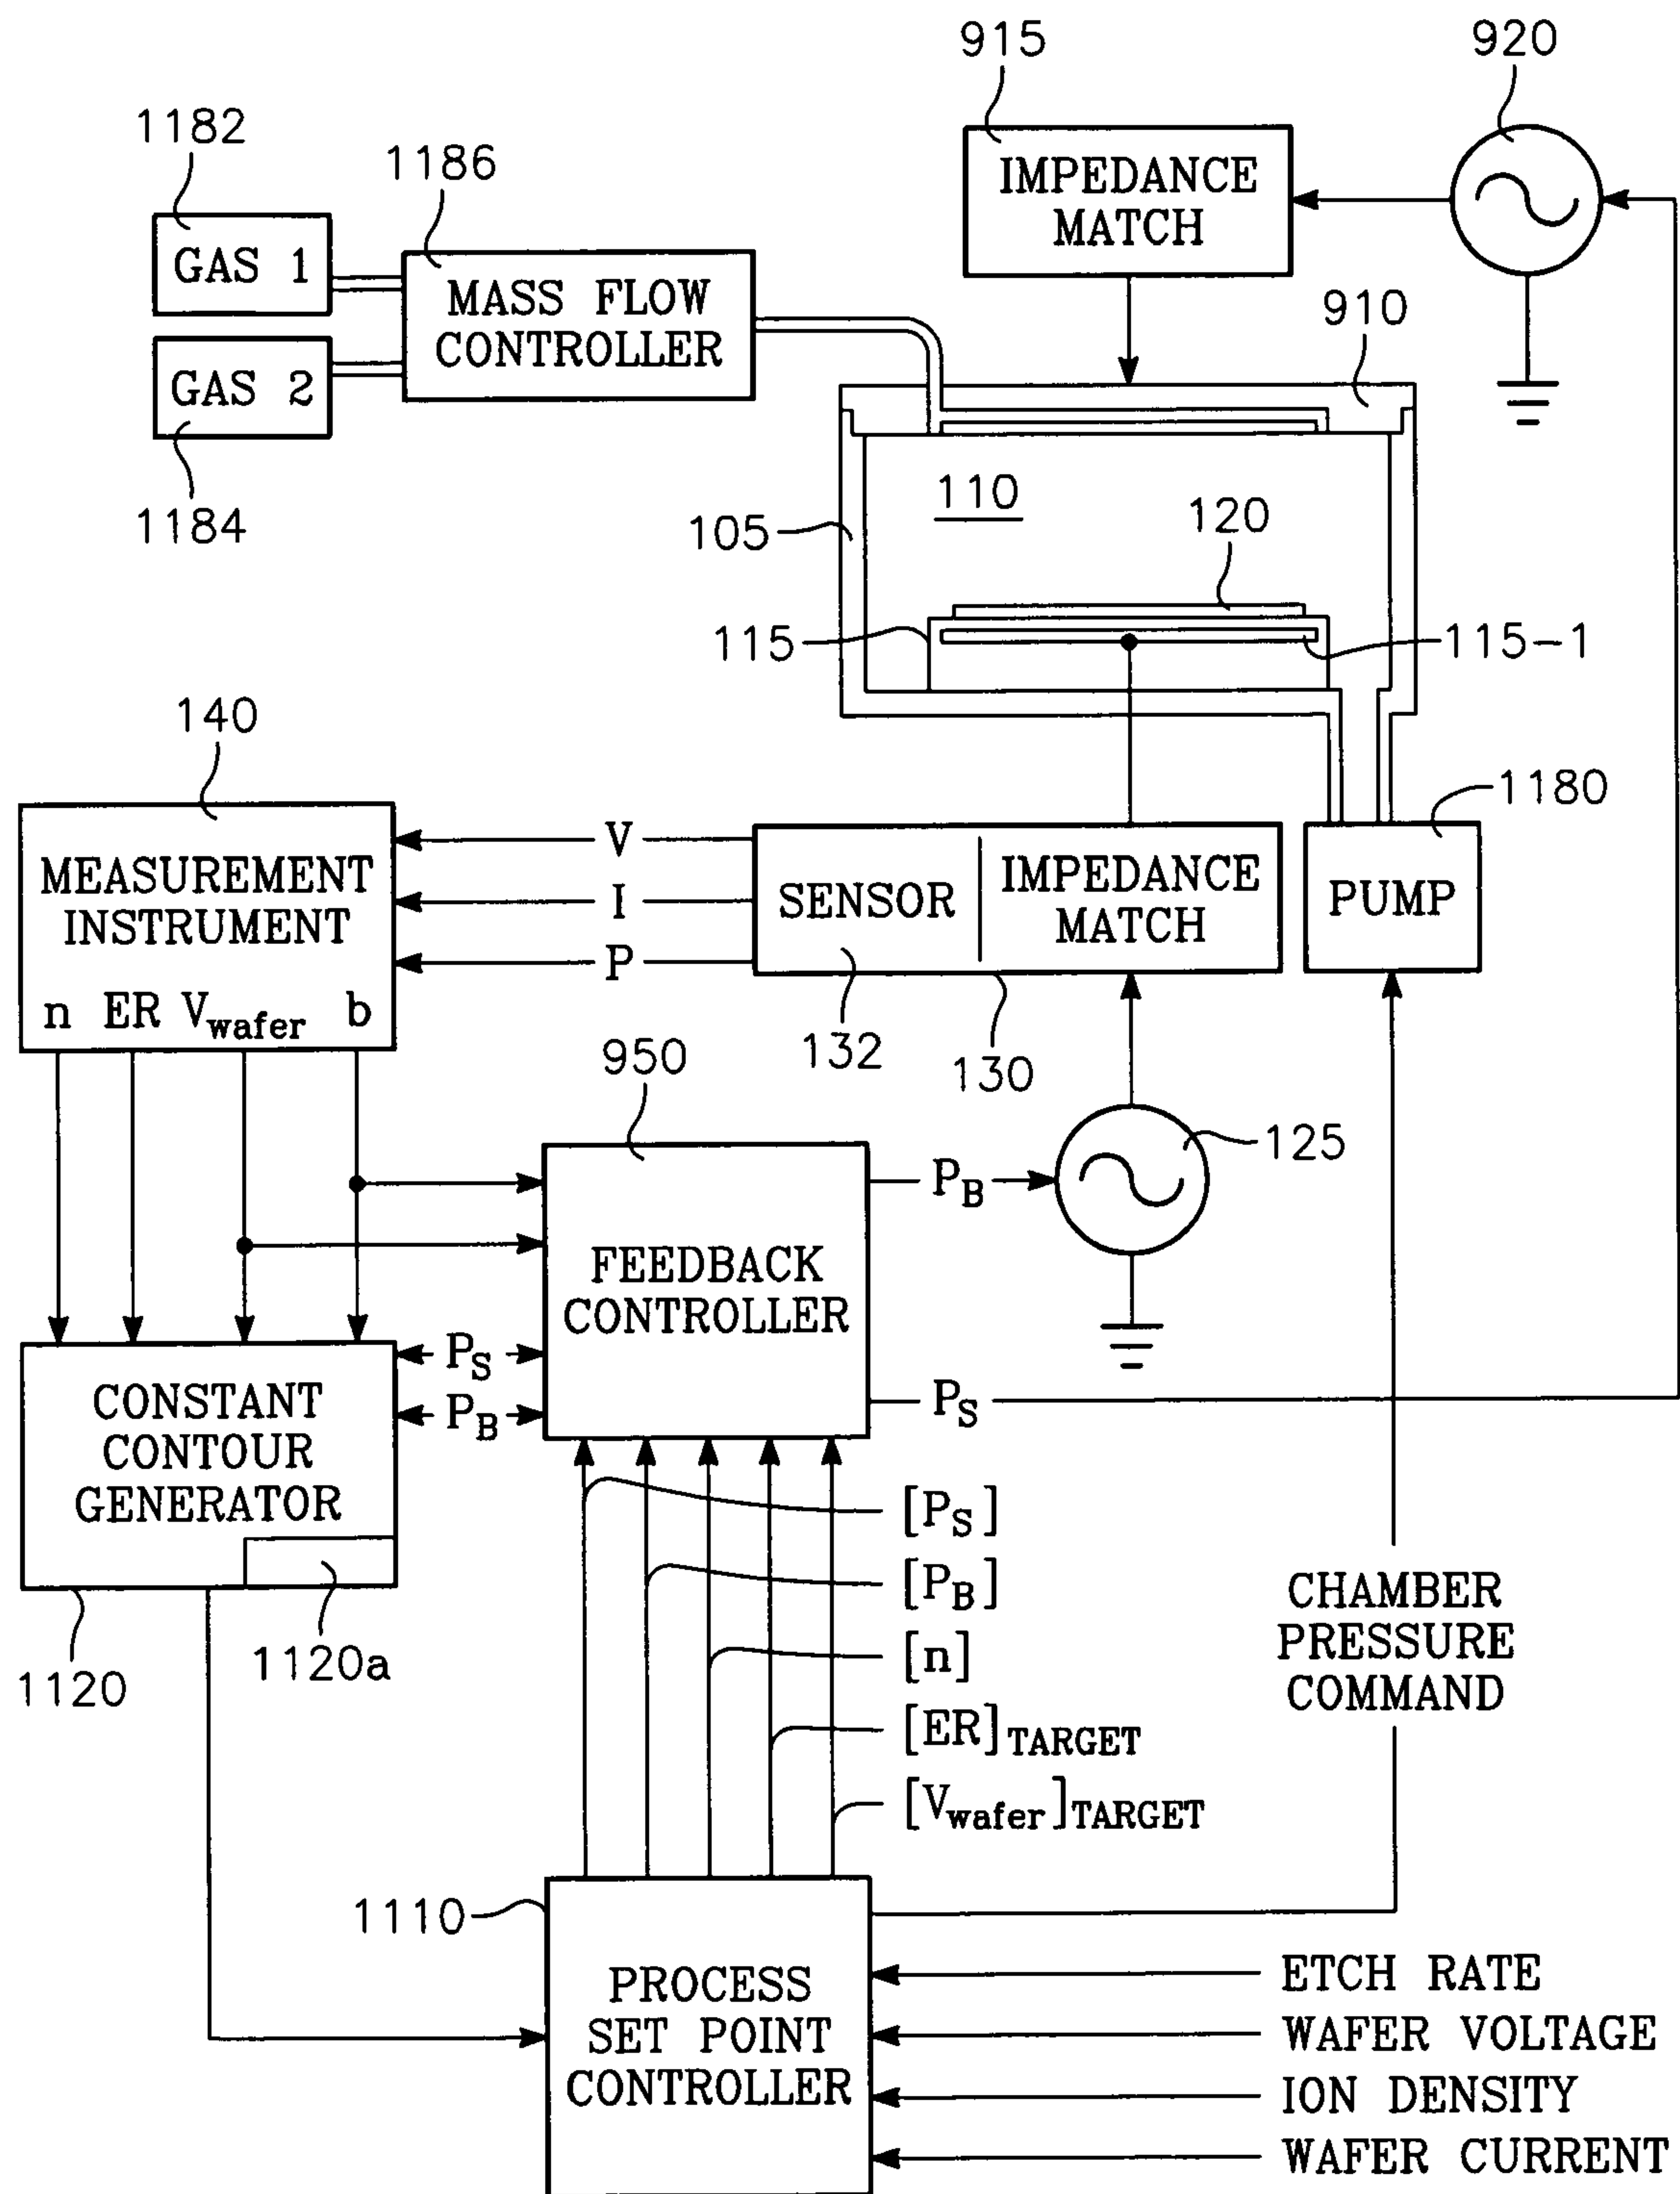 915
920
1182
1186
IMPEDANCE
MATCH
GAS 1
MASS FLOW
CONTROLLER
910
GAS 2
110
120
105
1184
115
115-1
140
1180
MEASUREMENT
INSTRUMENT
n ER Vwafer b
V
I
P
SENSOR
IMPEDANCE
MATCH
PUMP
132
130
950
125
PB
FEEDBACK
CONTROLLER
PS
PB
PS
CONSTANT
CONTOUR
GENERATOR
1120
1120a
[PS]
[PB]
[n]
[ER]TARGET
[Vwafer]TARGET
CHAMBER
PRESSURE
COMMAND
1110
PROCESS
SET POINT
CONTROLLER
ETCH RATE
WAFER VOLTAGE
ION DENSITY
WAFER CURRENT